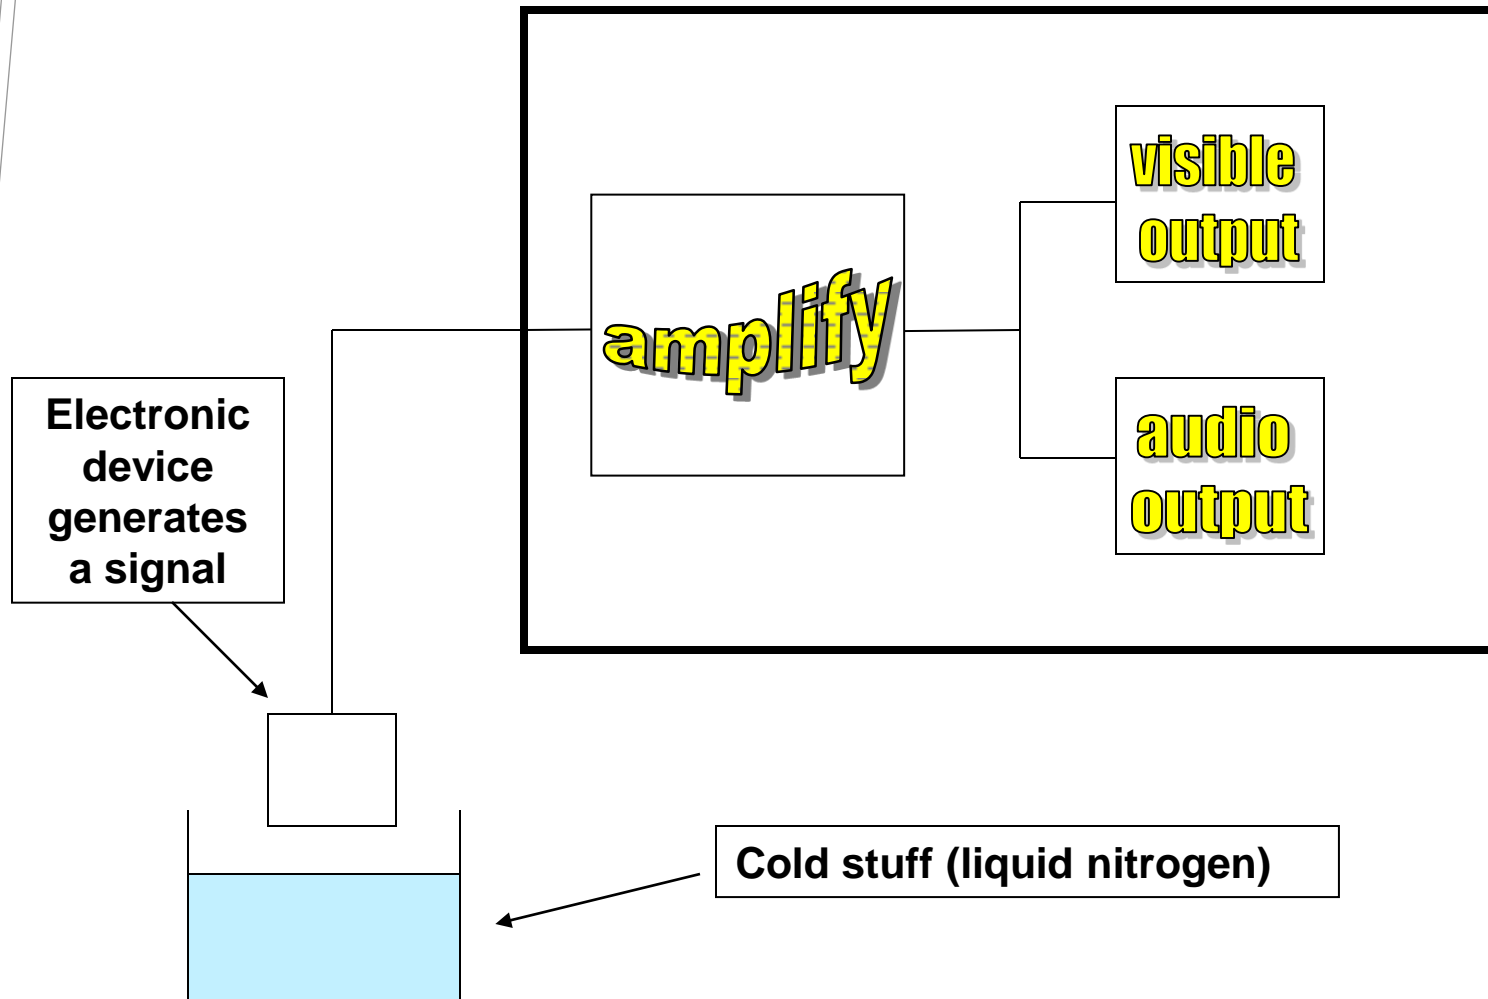 visible
output
amplify
audio
output
Electronic
device
generates
a signal
Cold stuff (liquid nitrogen)